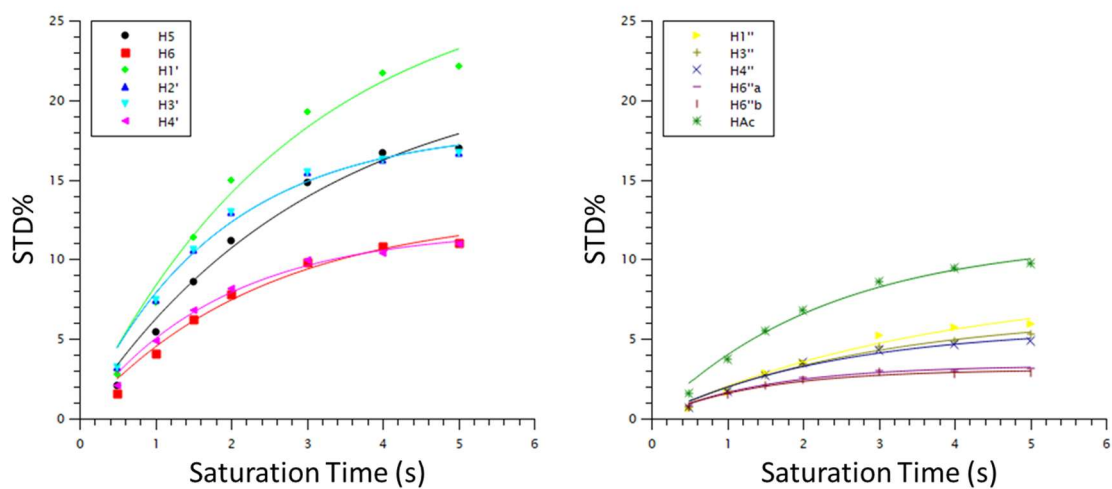 25
20
15
10
5
0
STD%
H5
H6
H1'
H2'
H3'
H4'
0 1 2 3 4 5 6
Saturation Time (s)
25
20
15
10
5
0
STD%
H1''
H3''
H4''
H6''a
H6''b
HAc
0 1 2 3 4 5 6
Saturation Time (s)